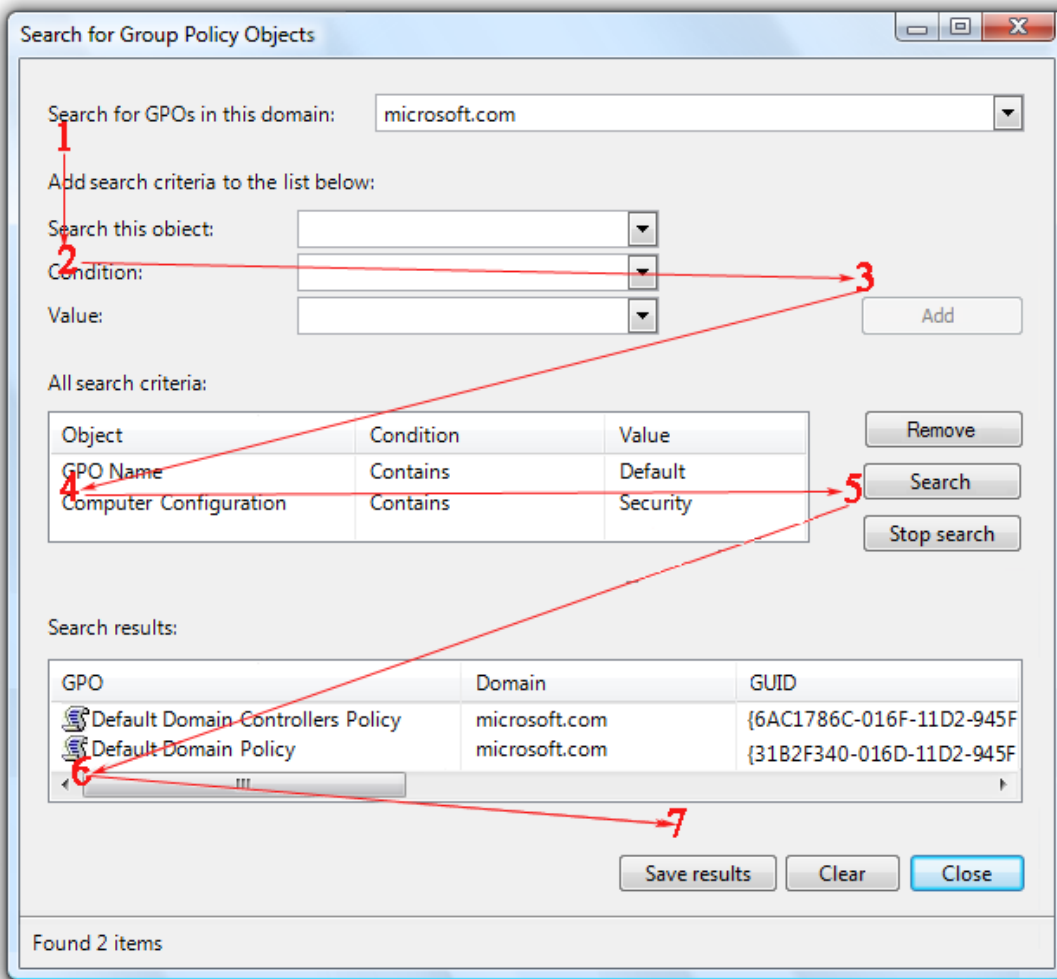 Search for Group Policy Objects
Search for GPOs in this domain: microsoft.com
1
Add search criteria to the list below:
Search this object:
2
Condition:
3
Value:
Add
All search criteria:
Object Condition Value
Remove
GPO Name Contains Default
4
Computer Configuration Contains Security
5
Search
Stop search
Search results:
GPO Domain GUID
Default Domain Controllers Policy microsoft.com {6AC1786C-016F-11D2-945F
Default Domain Policy microsoft.com {31B2F340-016D-11D2-945F
6
7
Save results Clear Close
Found 2 items